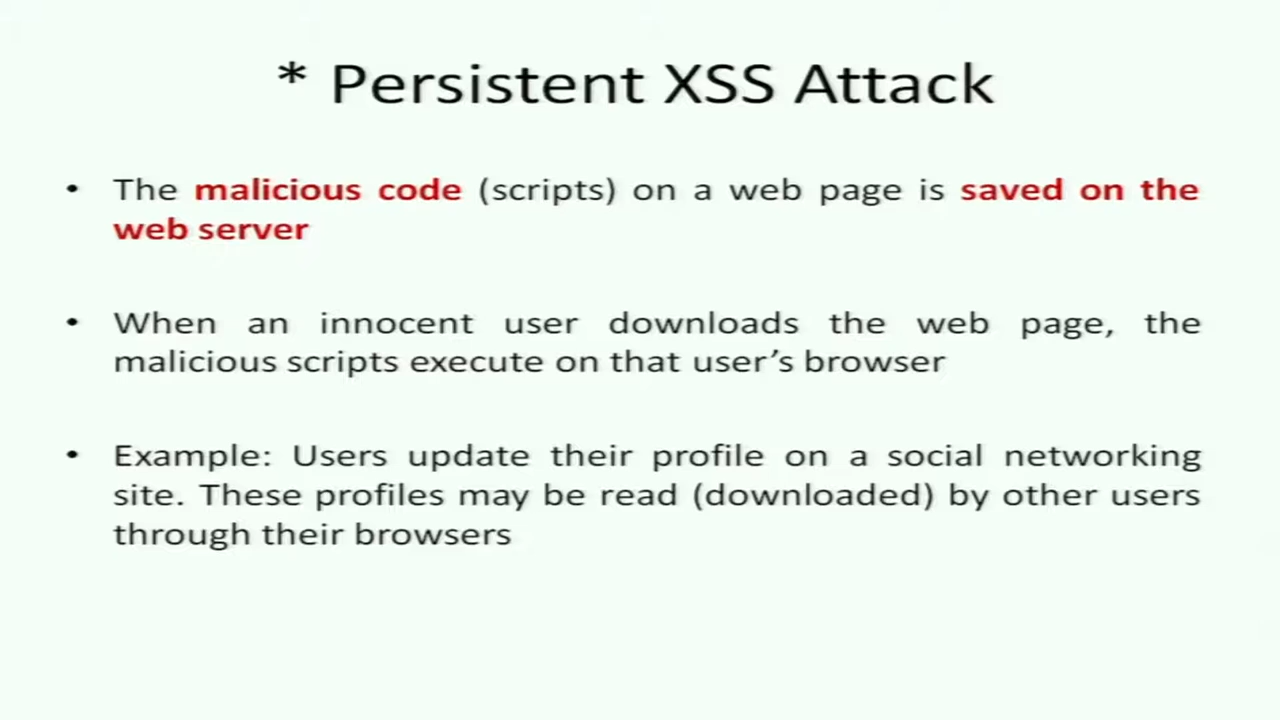 * Persistent XSS Attack
• The malicious code (scripts) on a web page is saved on the
web server
• When an innocent user downloads the web page, the
malicious scripts execute on that user’s browser
• Example: Users update their profile on a social networking
site. These profiles may be read (downloaded) by other users
through their browsers